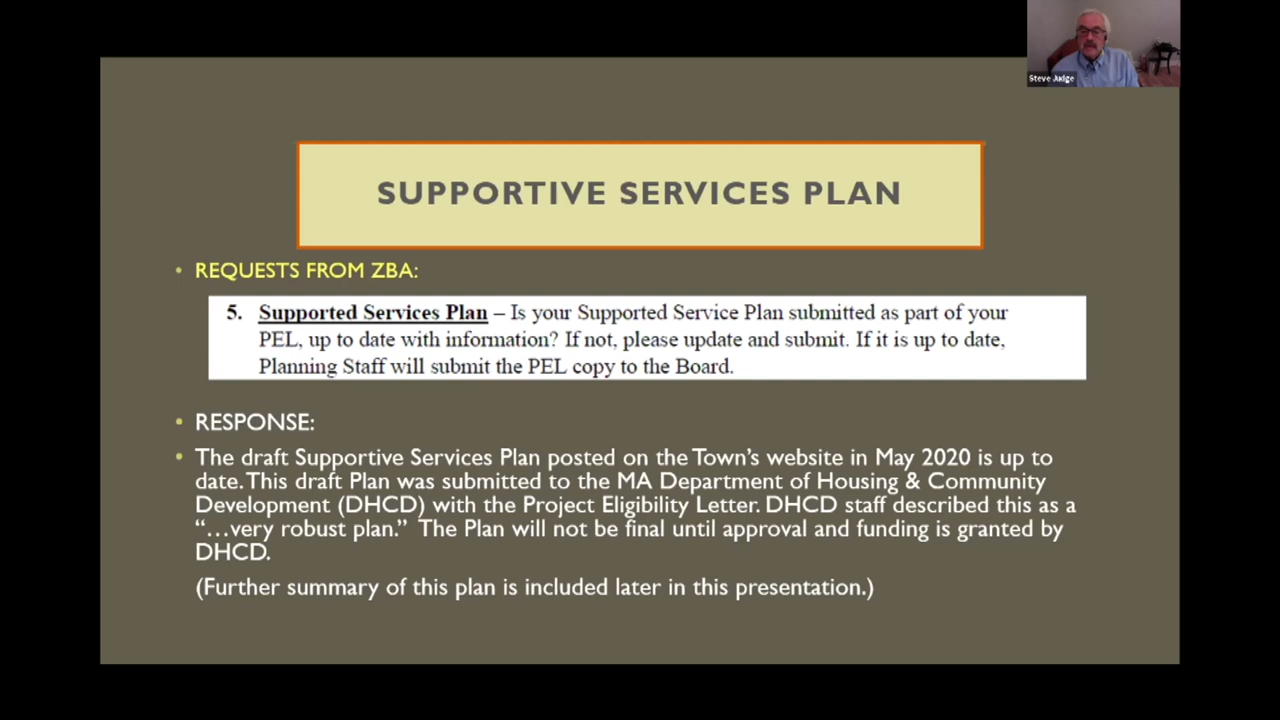 Steve Judge
SUPPORTIVE SERVICES PLAN
• REQUESTS FROM ZBA:
5. Supported Services Plan – Is your Supported Service Plan submitted as part of your
PEL, up to date with information? If not, please update and submit. If it is up to date,
Planning Staff will submit the PEL copy to the Board.
• RESPONSE:
• The draft Supportive Services Plan posted on the Town’s website in May 2020 is up to
date. This draft Plan was submitted to the MA Department of Housing & Community
Development (DHCD) with the Project Eligibility Letter. DHCD staff described this as a
“…very robust plan.” The Plan will not be final until approval and funding is granted by
DHCD.
(Further summary of this plan is included later in this presentation.)